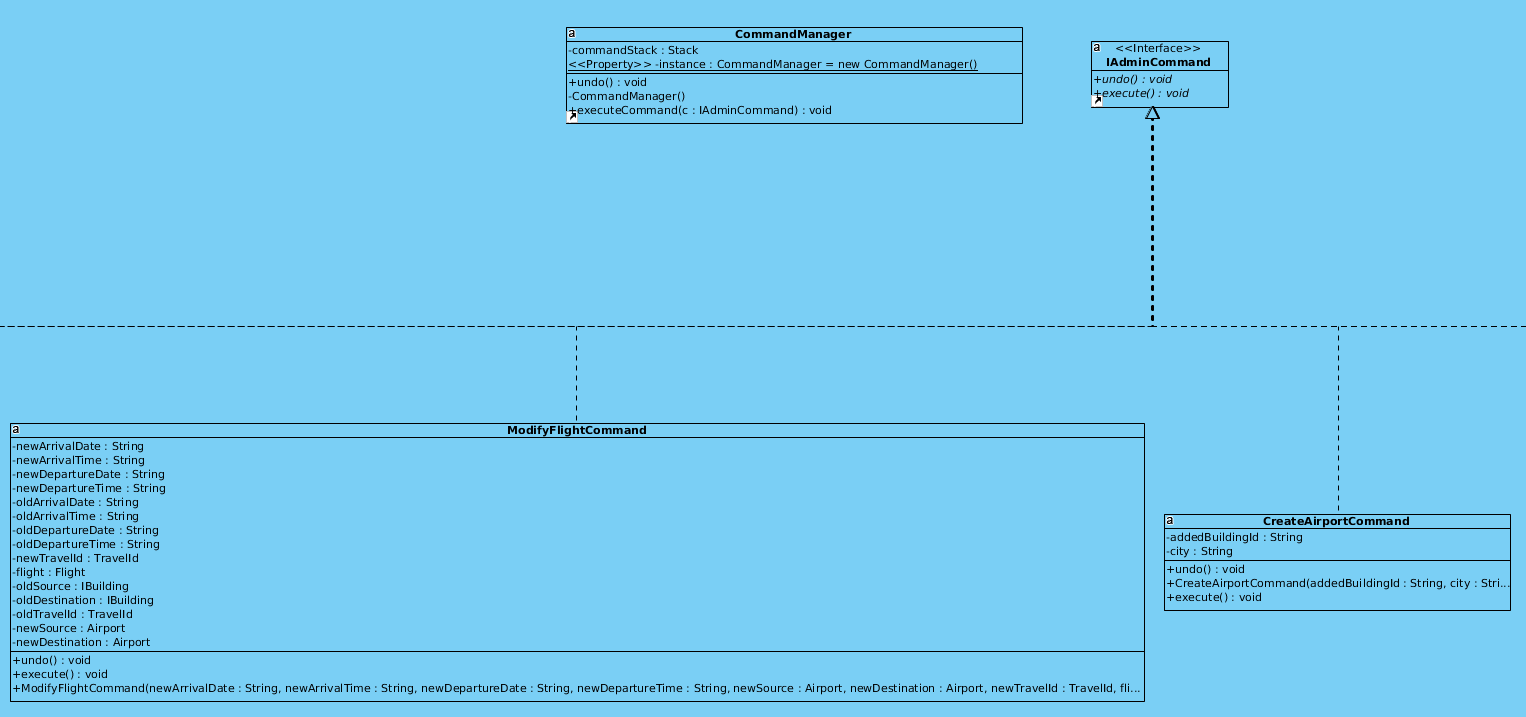 a
CommandManager
-commandStack : Stack
<<Property>> -instance : CommandManager = new CommandManager()
+undo() : void
-CommandManager()
+executeCommand(c : IAdminCommand) : void
a
<<Interface>>
IAdminCommand
+undo() : void
+execute() : void
a
ModifyFlightCommand
-newArrivalDate : String
-newArrivalTime : String
-newDepartureDate : String
-newDepartureTime : String
-oldArrivalDate : String
-oldArrivalTime : String
-oldDepartureDate : String
-oldDepartureTime : String
-newTravelId : TravelId
-flight : Flight
-oldSource : IBuilding
-oldDestination : IBuilding
-oldTravelId : TravelId
-newSource : Airport
-newDestination : Airport
+undo() : void
+execute() : void
+ModifyFlightCommand(newArrivalDate : String, newArrivalTime : String, newDepartureDate : String, newDepartureTime : String, newSource : Airport, newDestination : Airport, newTravelId : TravelId, fli...
a
CreateAirportCommand
-addedBuildingId : String
-city : String
+undo() : void
+CreateAirportCommand(addedBuildingId : String, city : Stri...
+execute() : void